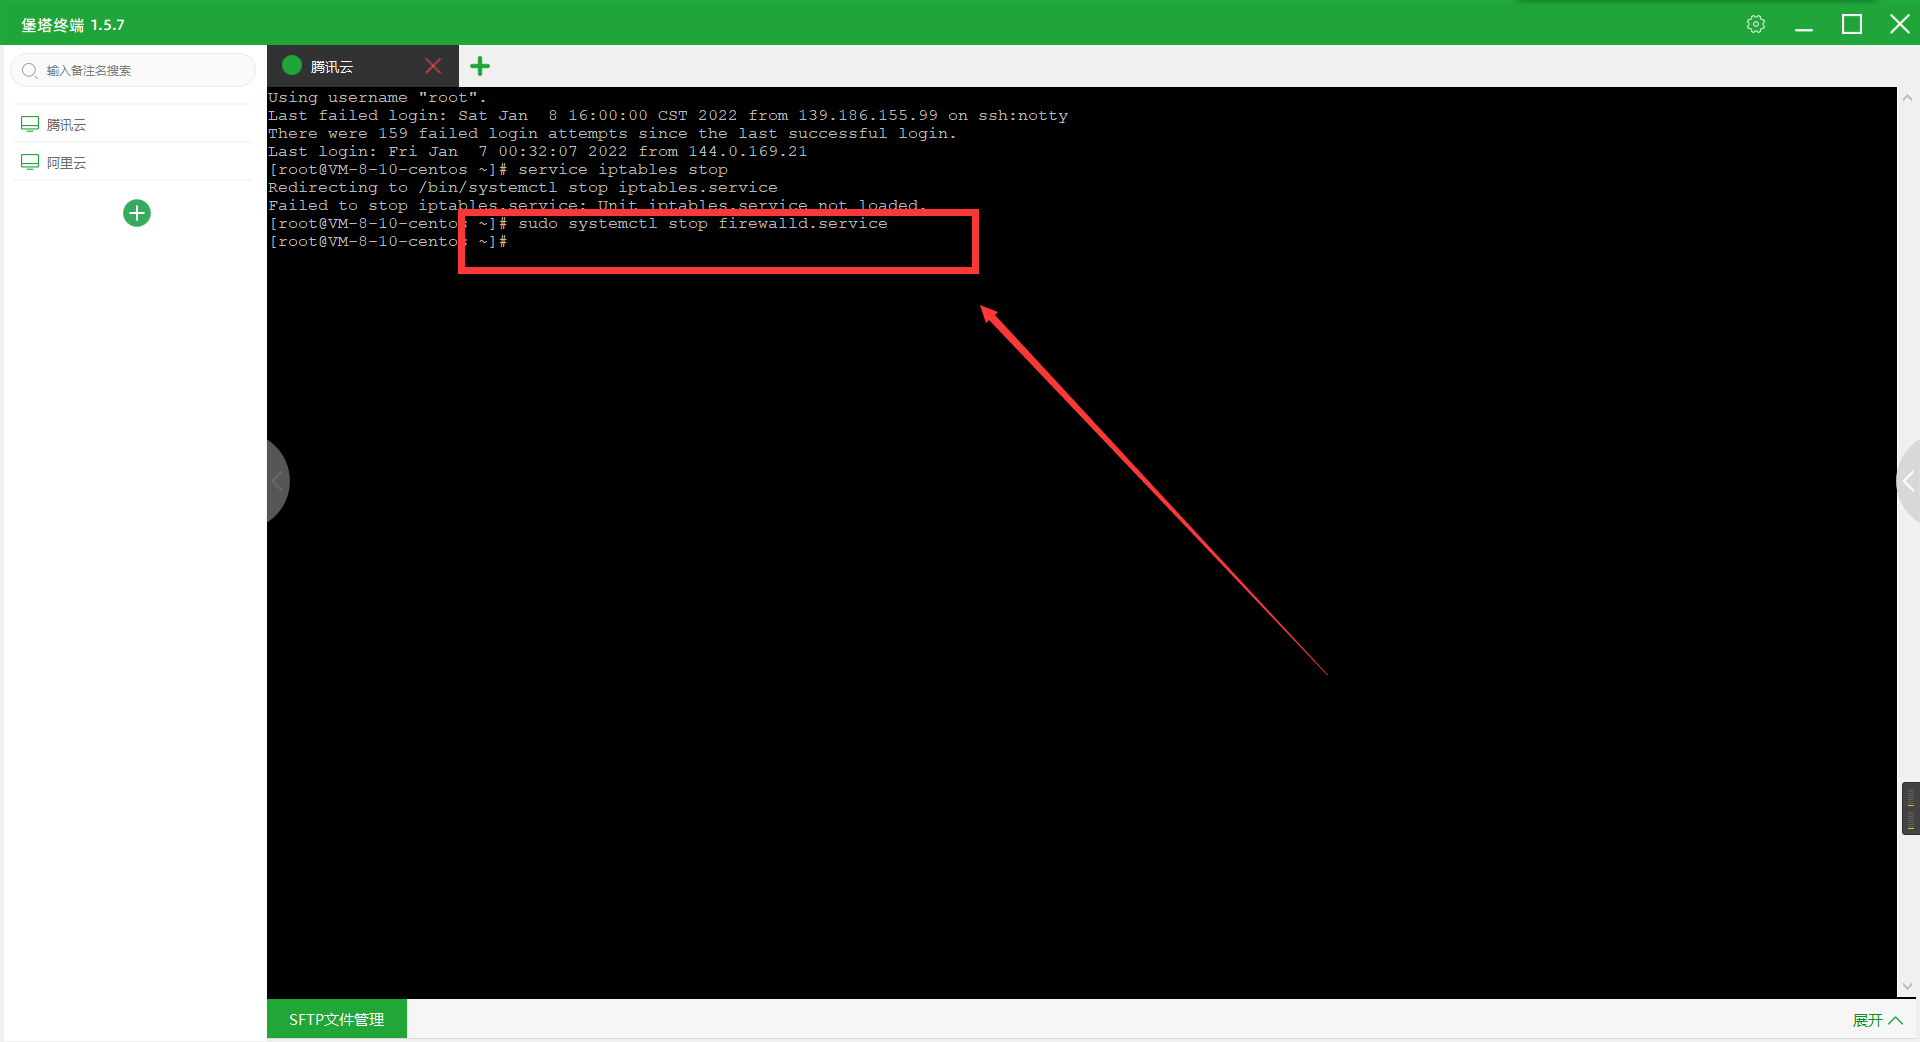 堡塔终端 1.5.7
输入备注名搜索
腾讯云
阿里云
腾讯云
Using username "root".
Last failed login: Sat Jan  8 16:00:00 CST 2022 from 139.186.155.99 on ssh:notty
There were 159 failed login attempts since the last successful login.
Last login: Fri Jan  7 00:32:07 2022 from 144.0.169.21
[root@VM-8-10-centos ~]# service iptables stop
Redirecting to /bin/systemctl stop iptables.service
Failed to stop iptables.service: Unit iptables.service not loaded.
[root@VM-8-10-centos ~]# sudo systemctl stop firewalld.service
[root@VM-8-10-centos ~]#
SFTP文件管理
展开